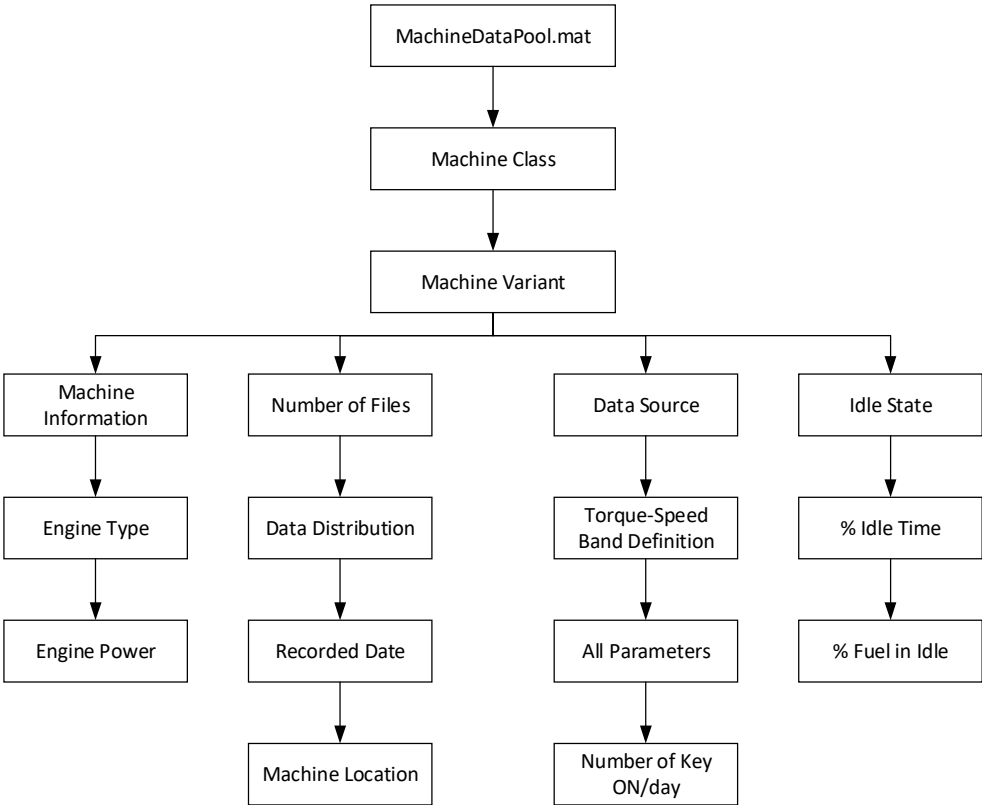 MachineDataPool.mat
Machine Class
Machine Variant
Machine
Information
Number of Files
Data Source
Idle State
Engine Type
Data Distribution
Torque-Speed
Band Definition
% Idle Time
Engine Power
Recorded Date
All Parameters
% Fuel in Idle
Machine Location
Number of Key
ON/day